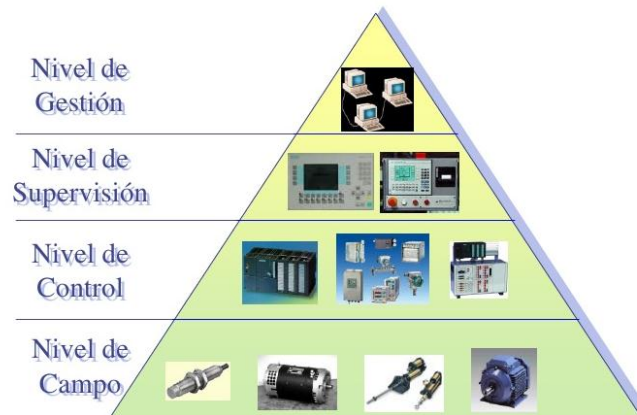 Nivel de
Gestión
Nivel de
Supervisión
Nivel de
Control
Nivel de
Campo